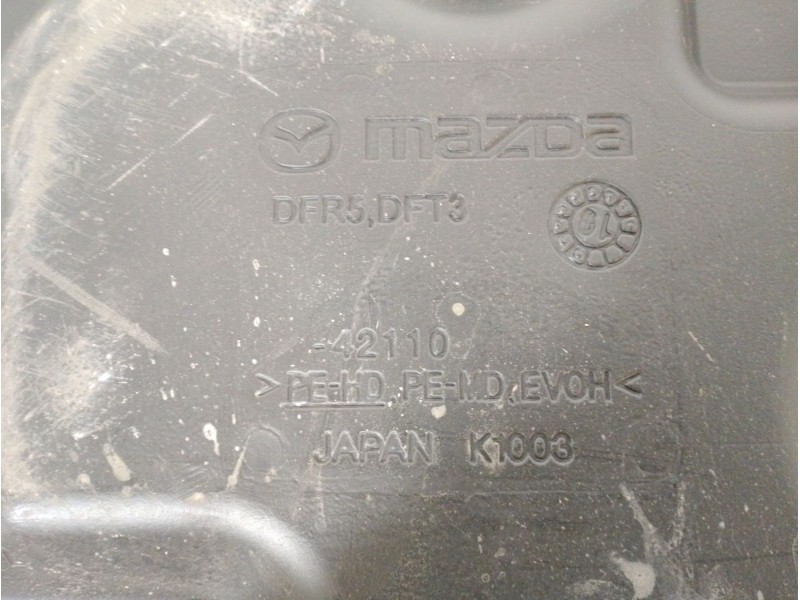 mazda
DFR5,DFT3
-42110
>PE-HD,PE-MD,EVOH<
JAPAN K1003